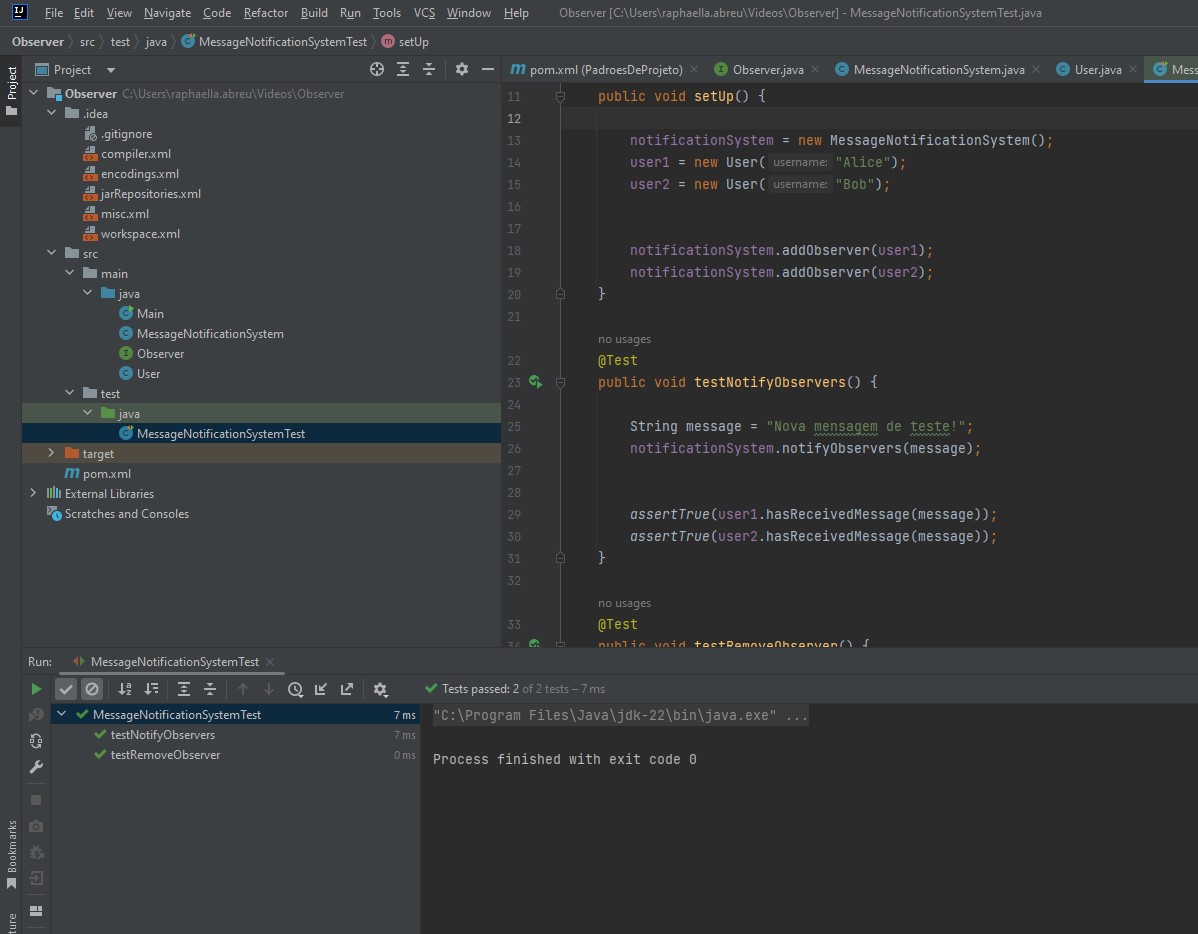 File Edit View Navigate Code Refactor Build Run Tools VCS Window Help Observer [C:\Users\raphaella.abreu\Videos\Observer] - MessageNotificationSystemTest.java
Observer src test java MessageNotificationSystemTest m setUp
Project
Project
pom.xml (PadroesDeProjeto) Observer.java MessageNotificationSystem.java User.java Mess
Observer C:\Users\raphaella.abreu\Videos\Observer
.idea
.gitignore
compiler.xml
encodings.xml
jarRepositories.xml
misc.xml
workspace.xml
src
main
java
Main
MessageNotificationSystem
Observer
User
test
java
MessageNotificationSystemTest
target
pom.xml
External Libraries
Scratches and Consoles
11 public void setUp() {
12
13 notificationSystem = new MessageNotificationSystem();
14 user1 = new User( username: "Alice");
15 user2 = new User( username: "Bob");
16
17
18 notificationSystem.addObserver(user1);
19 notificationSystem.addObserver(user2);
20 }
21
no usages
22 @Test
23 public void testNotifyObservers() {
24
25 String message = "Nova mensagem de teste!";
26 notificationSystem.notifyObservers(message);
27
28
29 assertTrue(user1.hasReceivedMessage(message));
30 assertTrue(user2.hasReceivedMessage(message));
31 }
32
no usages
33 @Test
34 public void testRemoveObserver() {
Run: MessageNotificationSystemTest
Tests passed: 2 of 2 tests – 7 ms
MessageNotificationSystemTest 7 ms
testNotifyObservers 7 ms
testRemoveObserver 0 ms
"C:\Program Files\Java\jdk-22\bin\java.exe" ...
Process finished with exit code 0
Bookmarks
ture